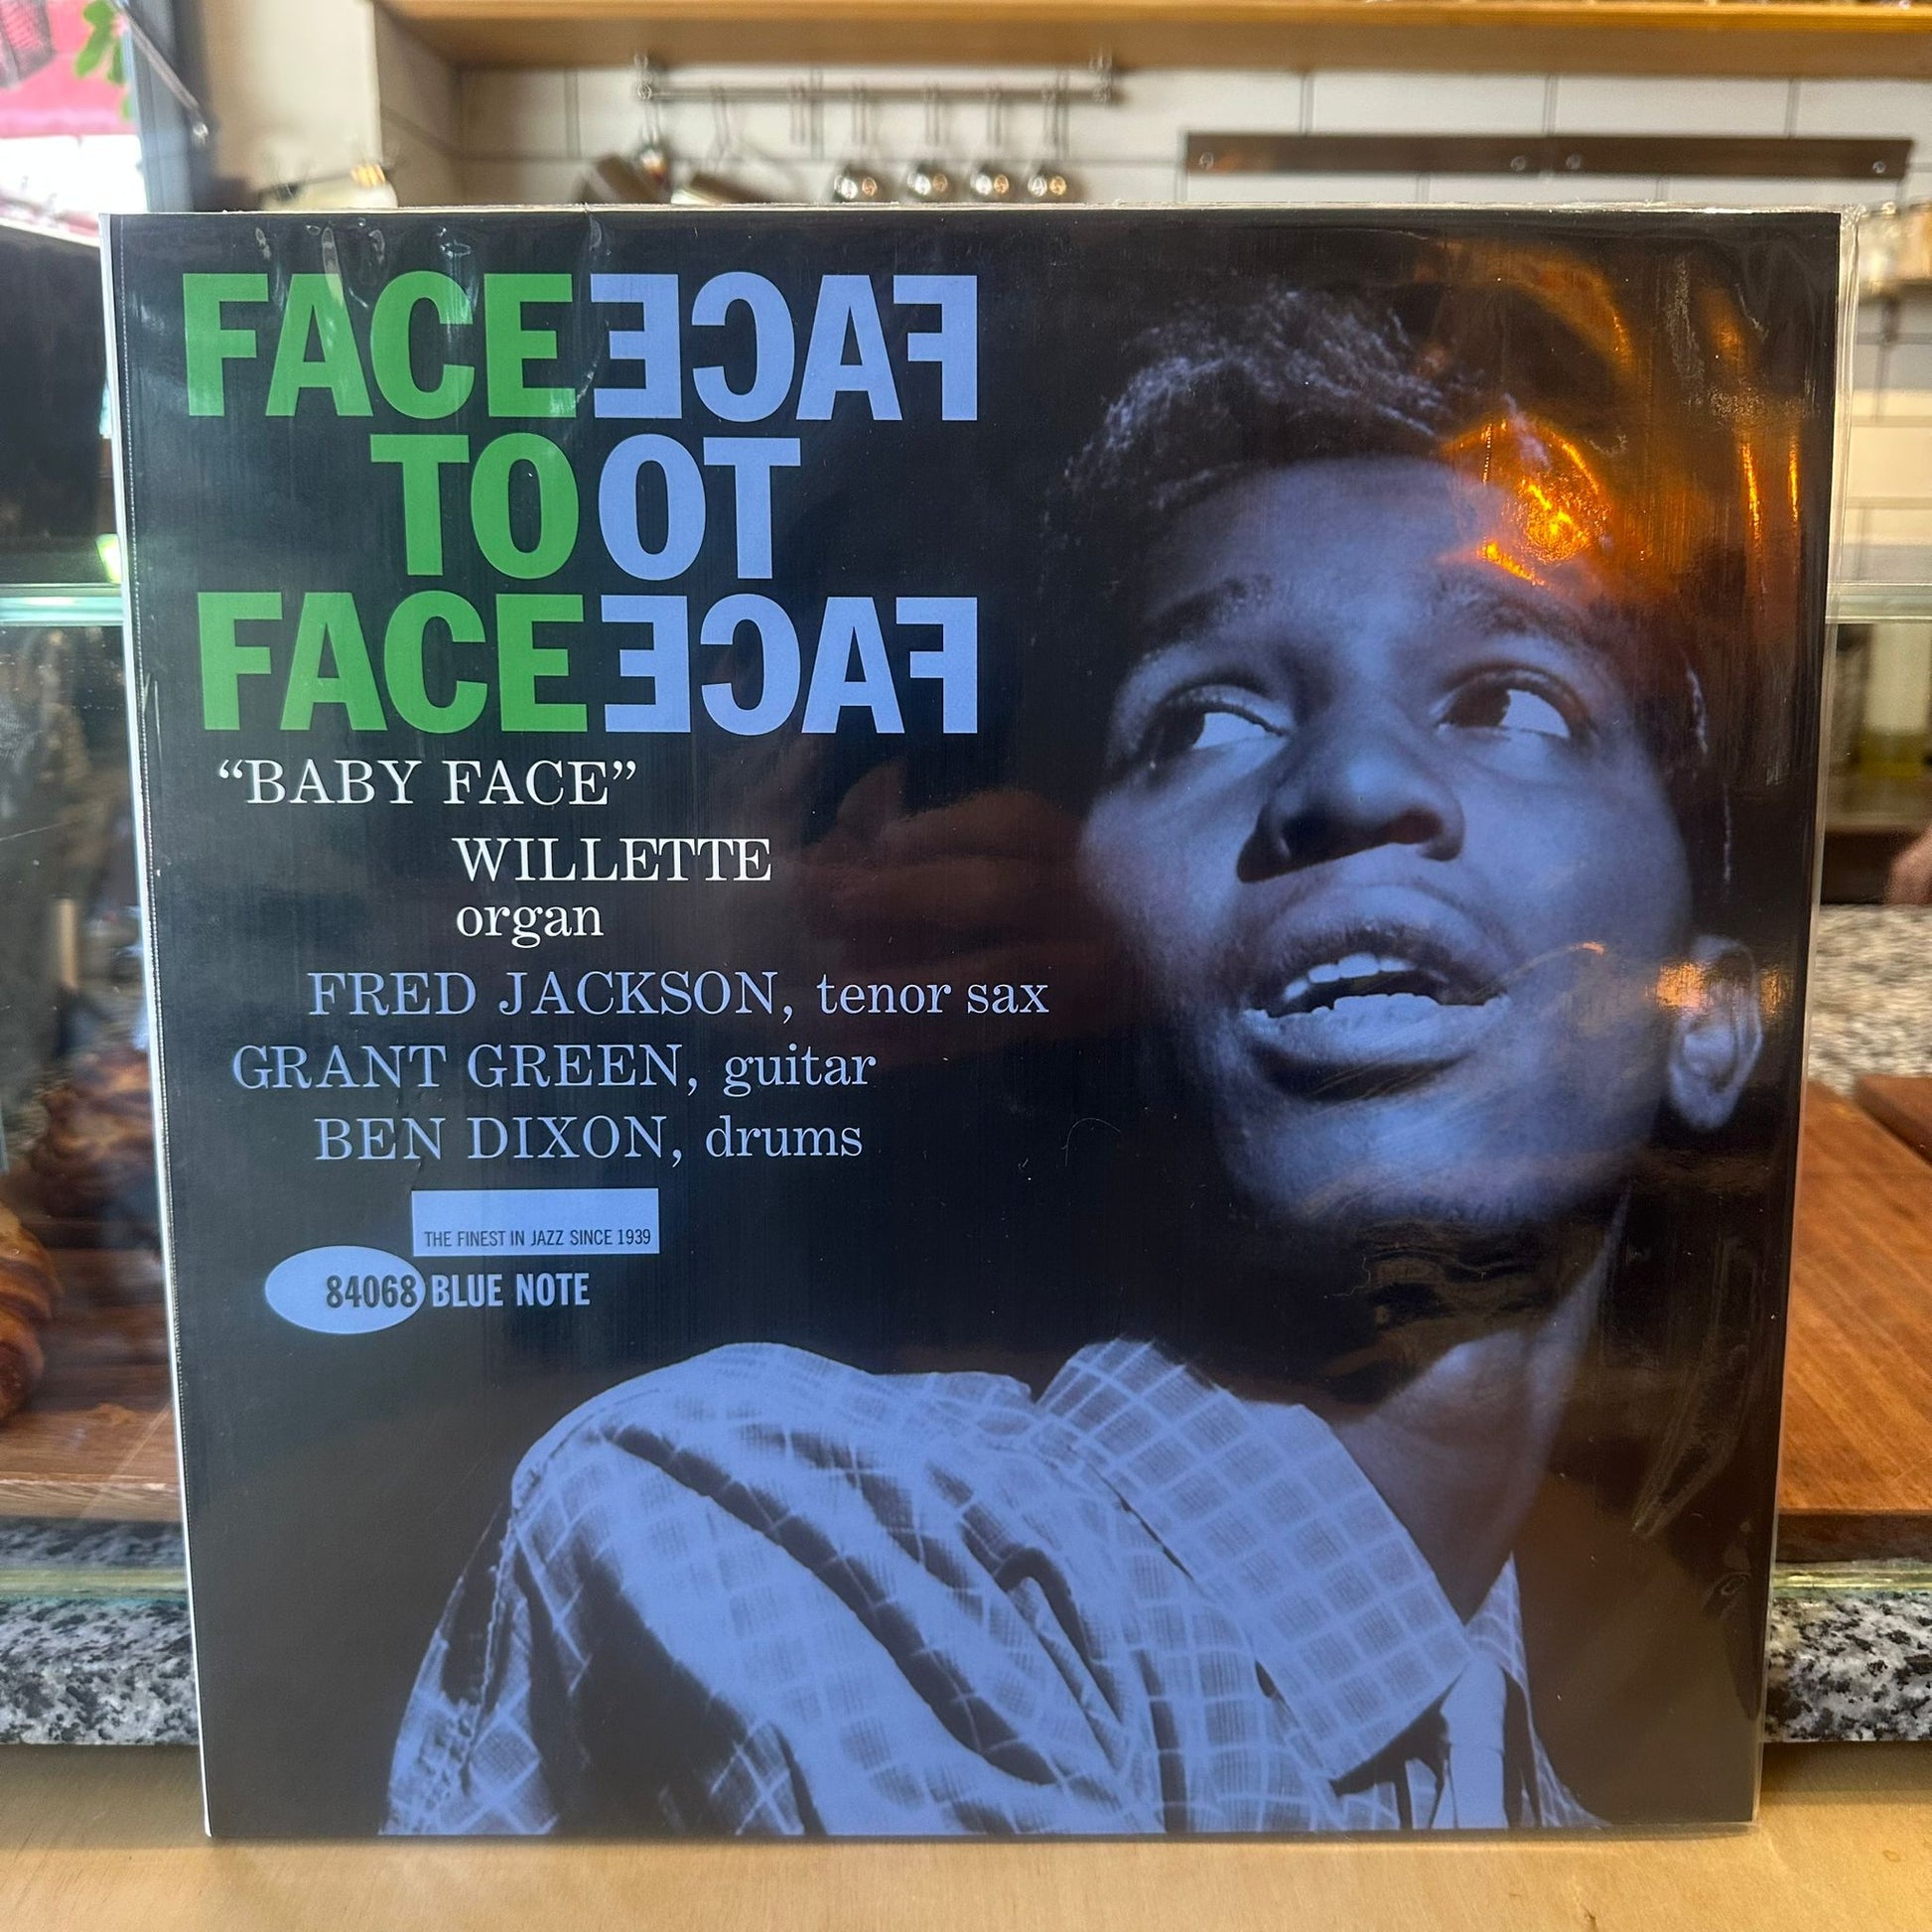 FACE FACE
TO TO
FACE FACE
“BABY FACE”
WILLETTE
organ
FRED JACKSON, tenor sax
GRANT GREEN, guitar
BEN DIXON, drums
THE FINEST IN JAZZ SINCE 1939
84068 BLUE NOTE